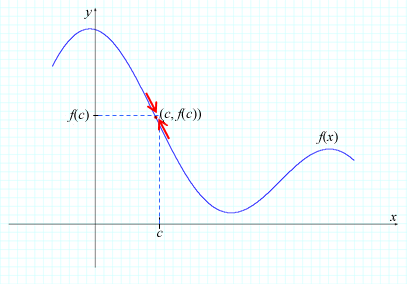 y
f(c)
(c, f(c))
f(x)
x
c